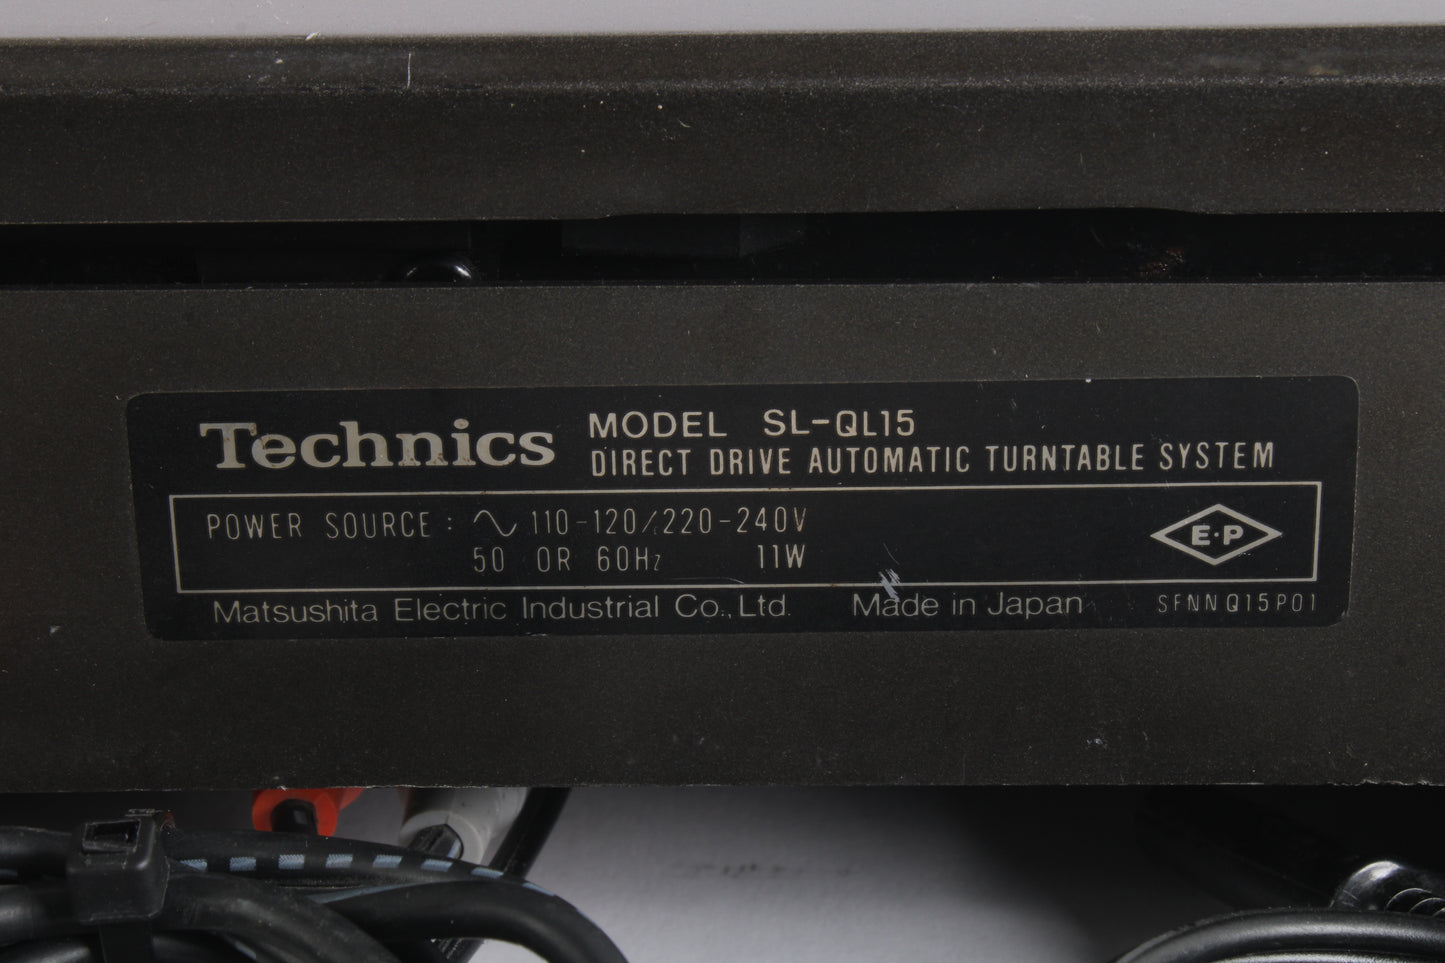 Technics MODEL SL-QL15
DIRECT DRIVE AUTOMATIC TURNTABLE SYSTEM
POWER SOURCE: ∿ 110-120/220-240V
50 OR 60Hz 11W
E·P
Matsushita Electric Industrial Co., Ltd. Made in Japan SFNNQ15P01